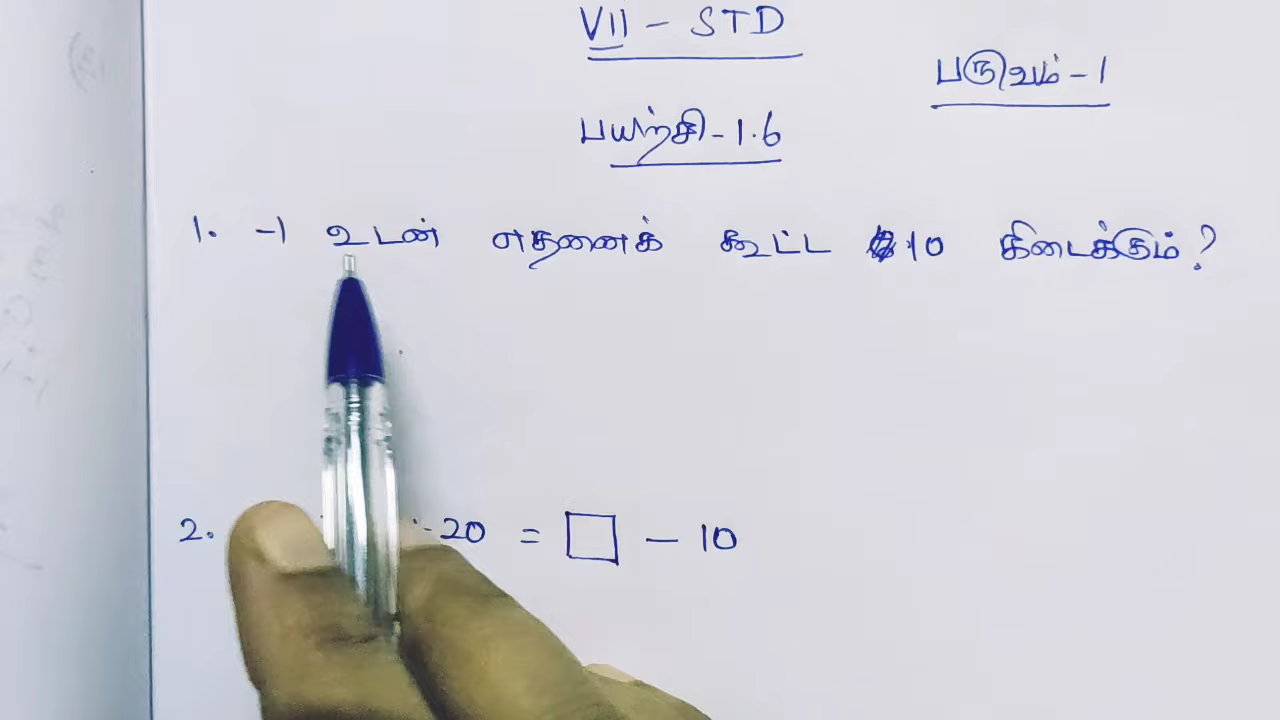 VII - STD
பருவம் - 1
பயிற்சி - 1.6
1. -1 உடன் எதனைக் கூட்ட 10 கிடைக்கும்?
2. -20 = □ - 10